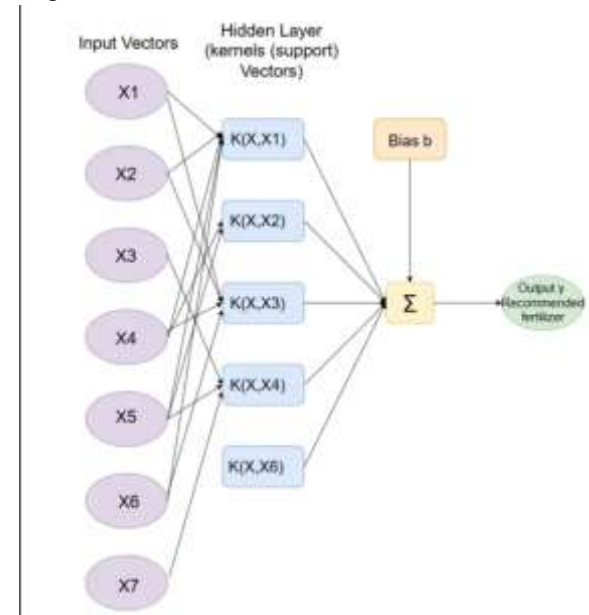 Input Vectors
Hidden Layer
(kernels (support)
Vectors)
X1
X2
X3
X4
X5
X6
X7
K(X,X1)
K(X,X2)
K(X,X3)
K(X,X4)
K(X,X6)
Bias b
Σ
Output y
Recommended
fertilizer